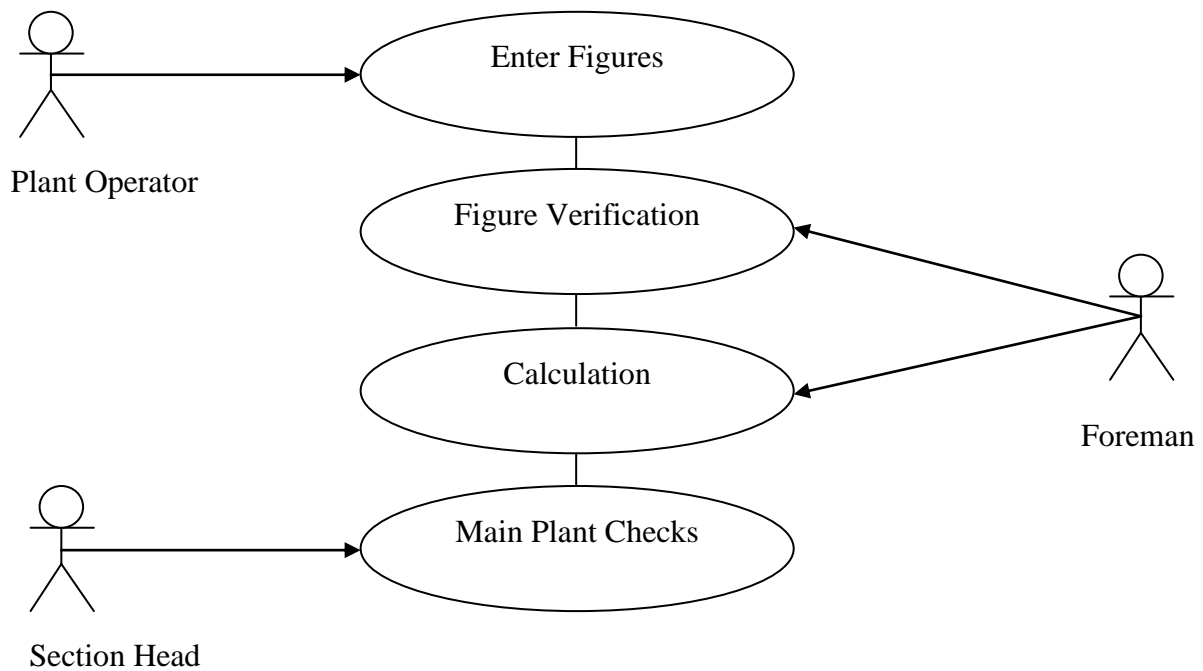 Enter Figures
Plant Operator
Figure Verification
Calculation
Foreman
Main Plant Checks
Section Head